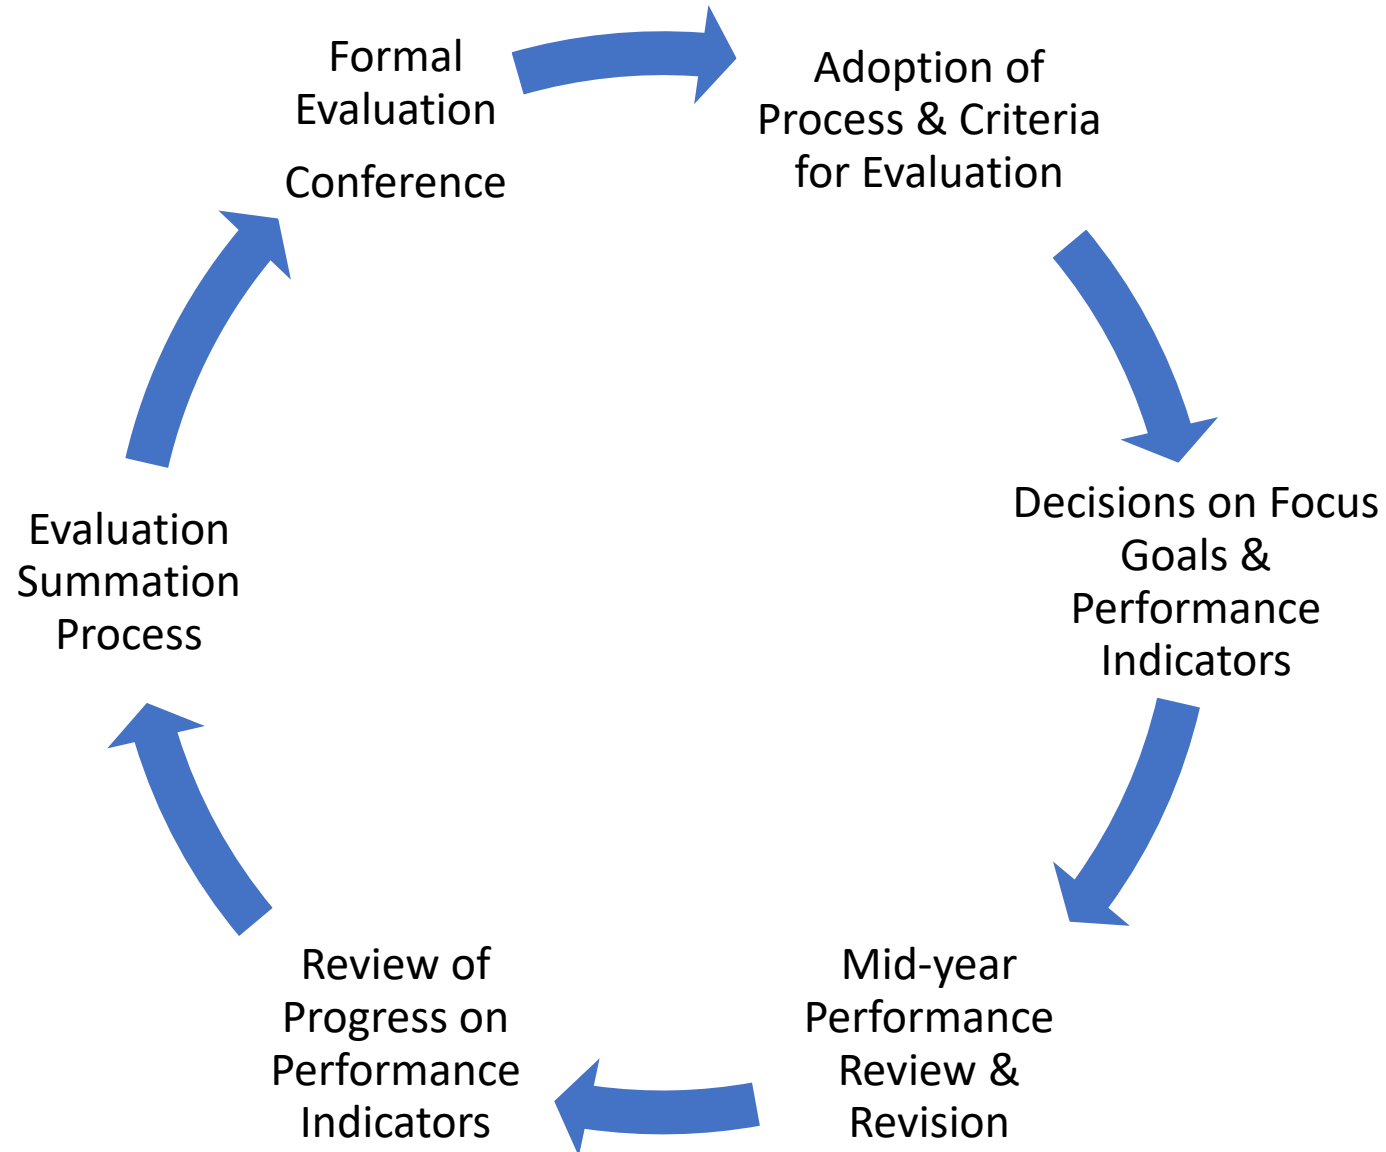 Formal
Evaluation
Conference
Adoption of
Process & Criteria
for Evaluation
Decisions on Focus
Goals &
Performance
Indicators
Mid-year
Performance
Review &
Revision
Review of
Progress on
Performance
Indicators
Evaluation
Summation
Process